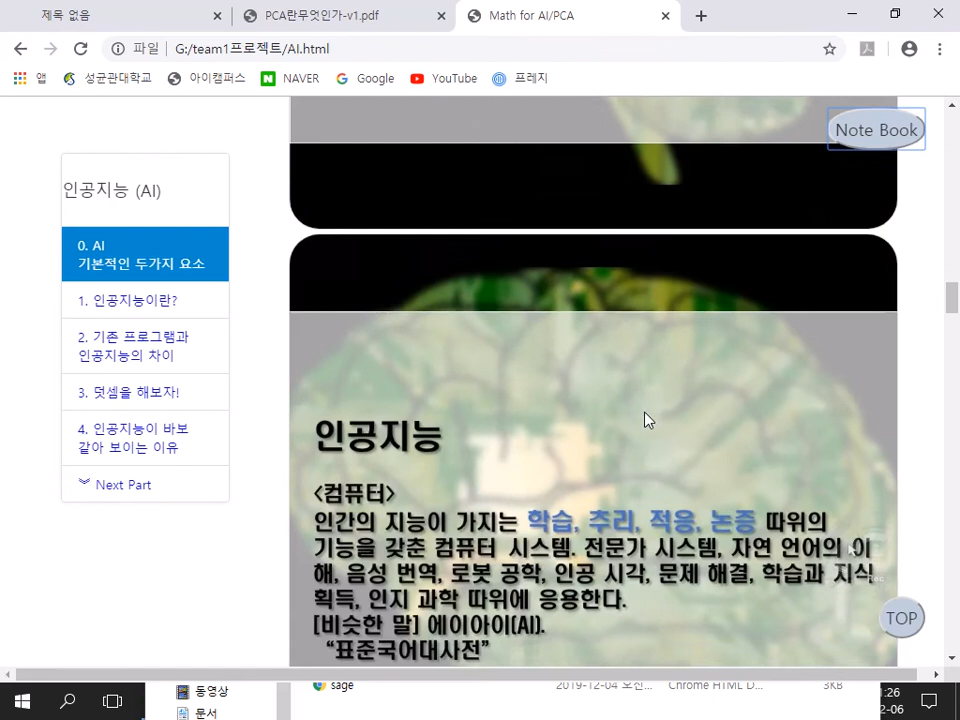 제목 없음
PCA란무엇인가-v1.pdf
Math for AI/PCA
파일
G:/team1프로젝트/AI.html
앱
성균관대학교
아이캠퍼스
NAVER
Google
YouTube
프레지
Note Book
인공지능 (AI)
0. AI
기본적인 두가지 요소
1. 인공지능이란?
2. 기존 프로그램과
인공지능의 차이
3. 덧셈을 해보자!
4. 인공지능이 바보
같아 보이는 이유
Next Part
인공지능
<컴퓨터>
인간의 지능이 가지는 학습, 추리, 적응, 논증 따위의
기능을 갖춘 컴퓨터 시스템. 전문가 시스템, 자연 언어의 이
해, 음성 번역, 로봇 공학, 인공 시각, 문제 해결, 학습과 지식
획득, 인지 과학 따위에 응용한다.
[비슷한 말] 에이아이(AI).
“표준국어대사전”
TOP
sage
2019-12-04 오전...
Chrome HTML D...
3KB
동영상
문서
1:26
2-06